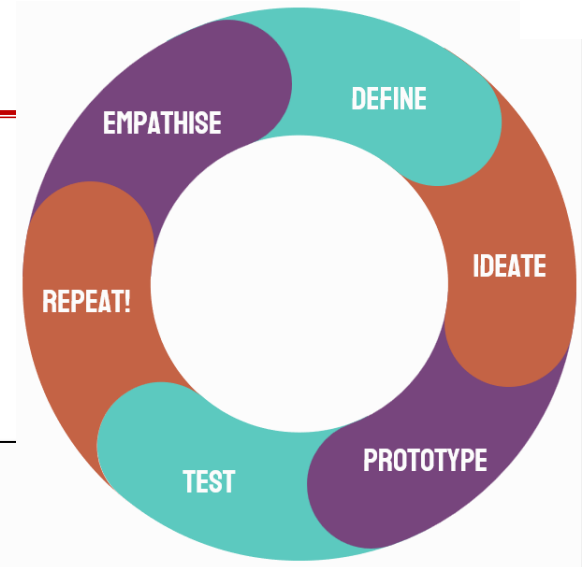 EMPATHISE
DEFINE
IDEATE
PROTOTYPE
TEST
REPEAT!